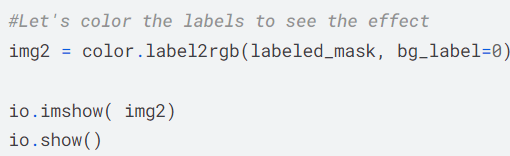 #Let's color the labels to see the effect
img2 = color.label2rgb(labeled_mask, bg_label=0)
io.imshow( img2)
io.show()